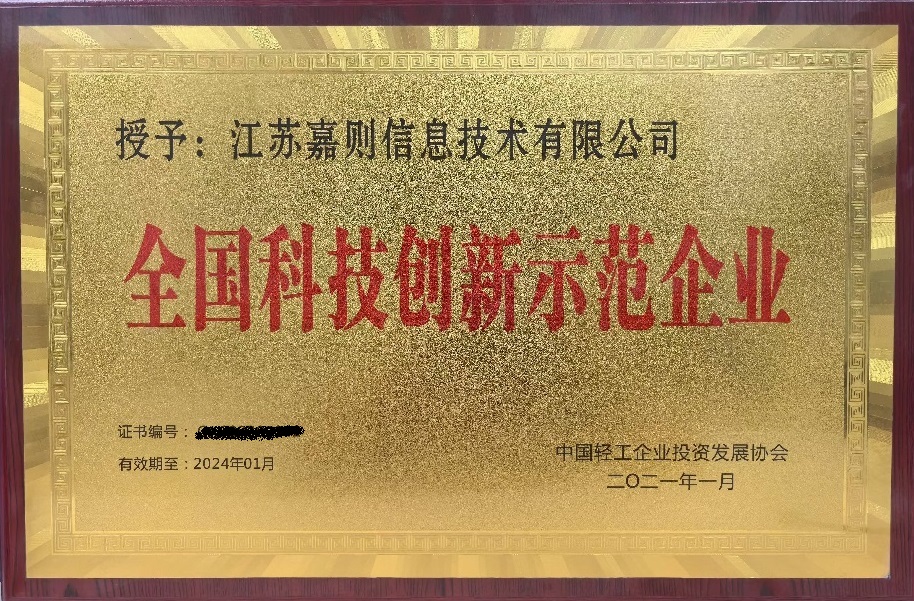 授予：江苏嘉则信息技术有限公司
全国科技创新示范企业
证书编号：
有效期至：2024年01月
中国轻工企业投资发展协会
二〇二一年一月